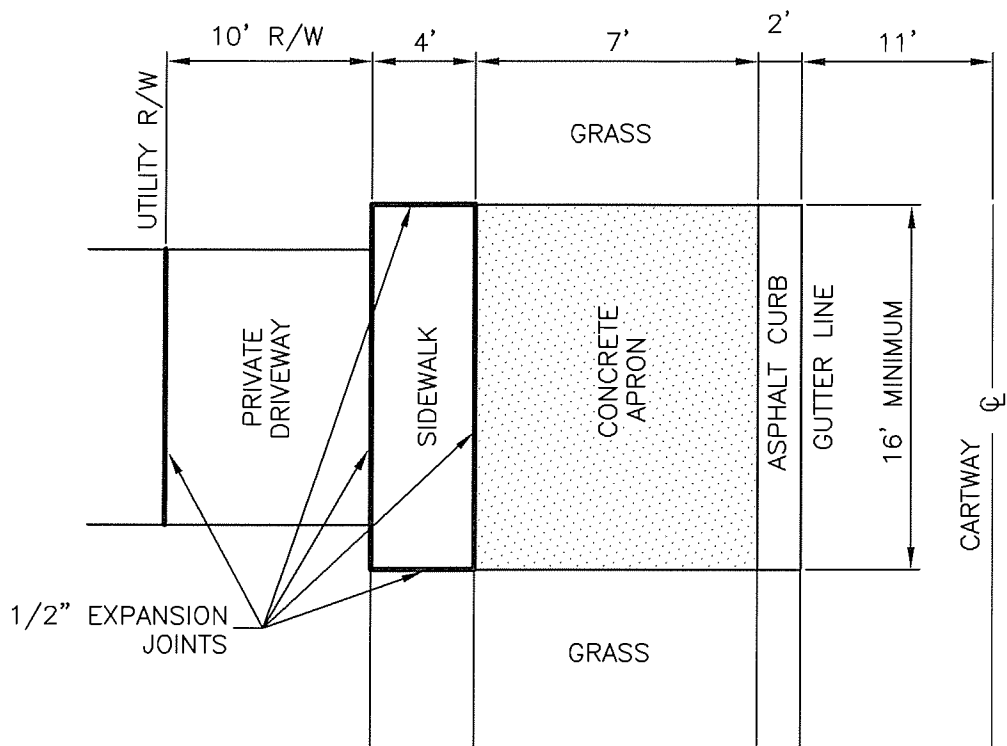 10' R/W
4'
7'
2'
11'
UTILITY R/W
GRASS
PRIVATE
DRIVEWAY
SIDEWALK
CONCRETE
APRON
ASPHALT CURB
GUTTER LINE
16' MINIMUM
CARTWAY ℄
1/2" EXPANSION
JOINTS
GRASS